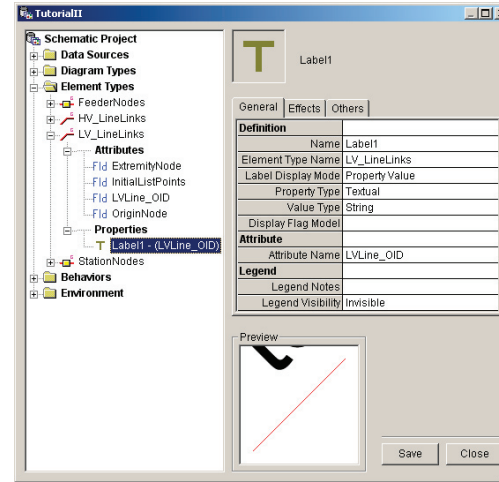 TutorialII
Schematic Project
Data Sources
Diagram Types
Element Types
FeederNodes
HV_LineLinks
LV_LineLinks
Attributes
Fld ExtremityNode
Fld InitialListPoints
Fld LVLine_OID
Fld OriginNode
Properties
T Label1 - (LVLine_OID)
StationNodes
Behaviors
Environment
T Label1
General Effects Others
Definition
Name Label1
Element Type Name LV_LineLinks
Label Display Mode Property Value
Property Type Textual
Value Type String
Display Flag Model
Attribute
Attribute Name LVLine_OID
Legend
Legend Notes
Legend Visibility Invisible
Preview
Save Close